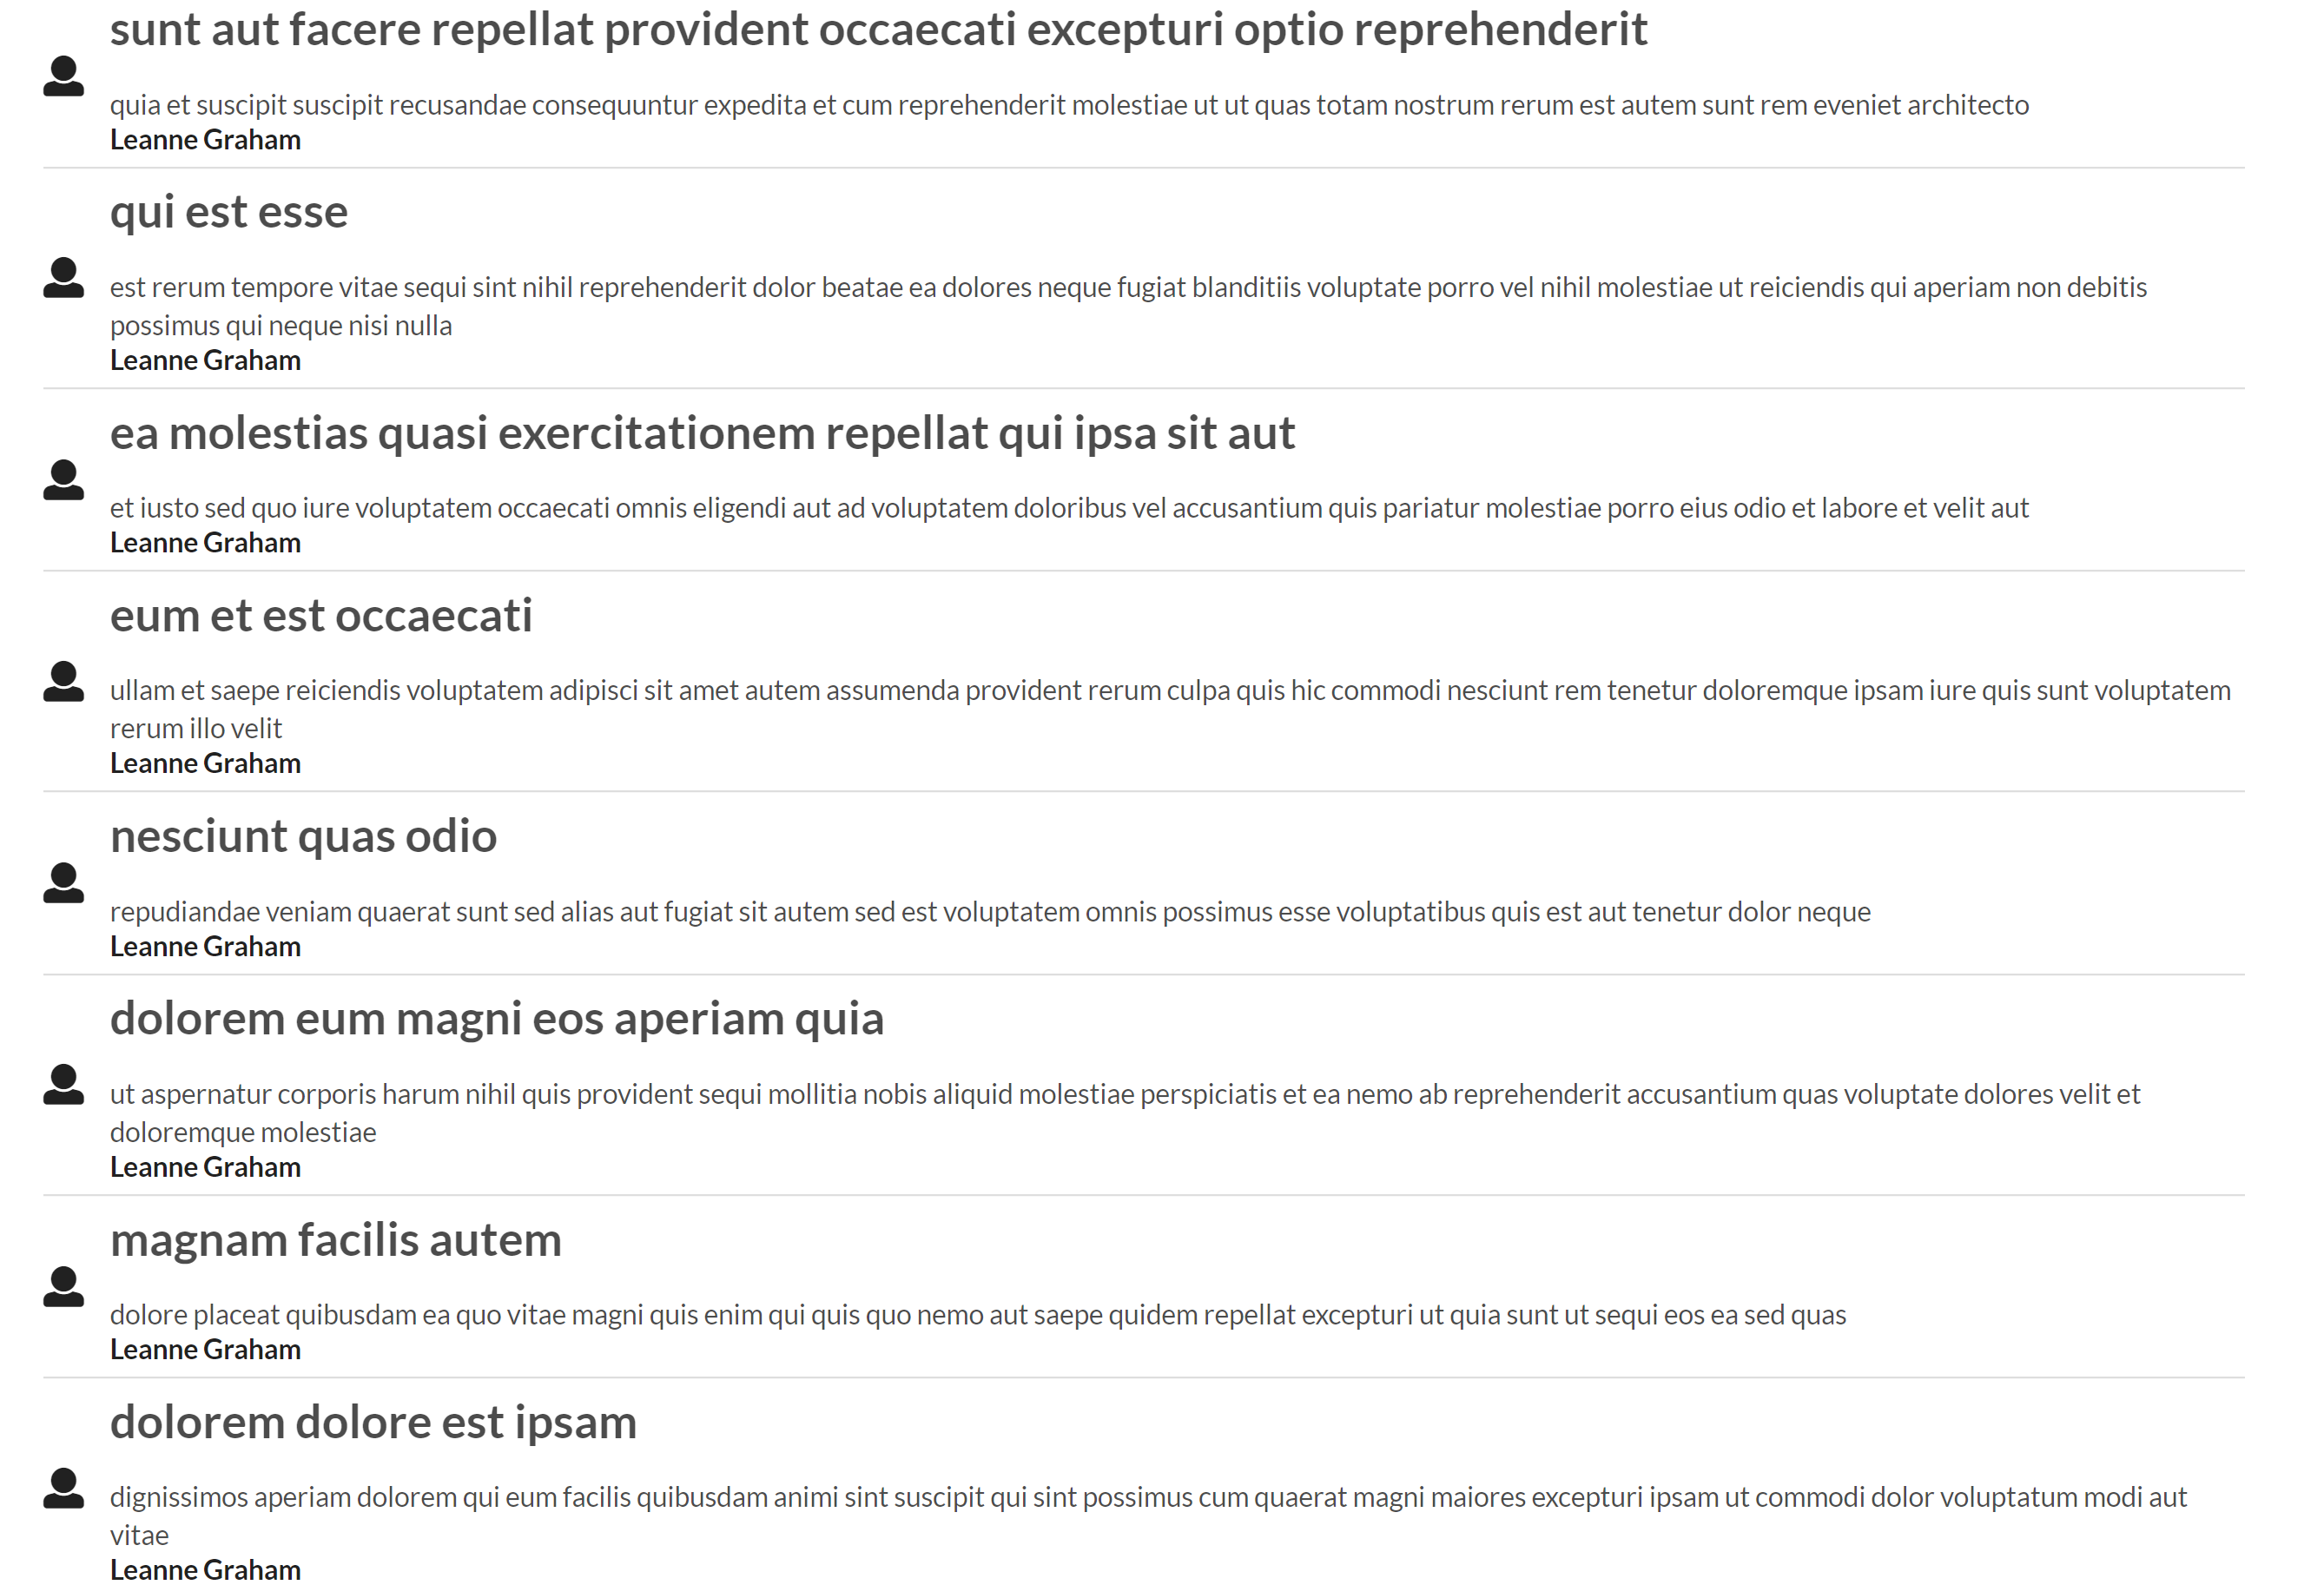 sunt aut facere repellat provident occaecati excepturi optio reprehenderit
quia et suscipit suscipit recusandae consequuntur expedita et cum reprehenderit molestiae ut ut quas totam nostrum rerum est autem sunt rem eveniet architecto
Leanne Graham
qui est esse
est rerum tempore vitae sequi sint nihil reprehenderit dolor beatae ea dolores neque fugiat blanditiis voluptate porro vel nihil molestiae ut reiciendis qui aperiam non debitis
possimus qui neque nisi nulla
Leanne Graham
ea molestias quasi exercitationem repellat qui ipsa sit aut
et iusto sed quo iure voluptatem occaecati omnis eligendi aut ad voluptatem doloribus vel accusantium quis pariatur molestiae porro eius odio et labore et velit aut
Leanne Graham
eum et est occaecati
ullam et saepe reiciendis voluptatem adipisci sit amet autem assumenda provident rerum culpa quis hic commodi nesciunt rem tenetur doloremque ipsam iure quis sunt voluptatem
rerum illo velit
Leanne Graham
nesciunt quas odio
repudiandae veniam quaerat sunt sed alias aut fugiat sit autem sed est voluptatem omnis possimus esse voluptatibus quis est aut tenetur dolor neque
Leanne Graham
dolorem eum magni eos aperiam quia
ut aspernatur corporis harum nihil quis provident sequi mollitia nobis aliquid molestiae perspiciatis et ea nemo ab reprehenderit accusantium quas voluptate dolores velit et
doloremque molestiae
Leanne Graham
magnam facilis autem
dolore placeat quibusdam ea quo vitae magni quis enim qui quis quo nemo aut saepe quidem repellat excepturi ut quia sunt ut sequi eos ea sed quas
Leanne Graham
dolorem dolore est ipsam
dignissimos aperiam dolorem qui eum facilis quibusdam animi sint suscipit qui sint possimus cum quaerat magni maiores excepturi ipsam ut commodi dolor voluptatum modi aut
vitae
Leanne Graham